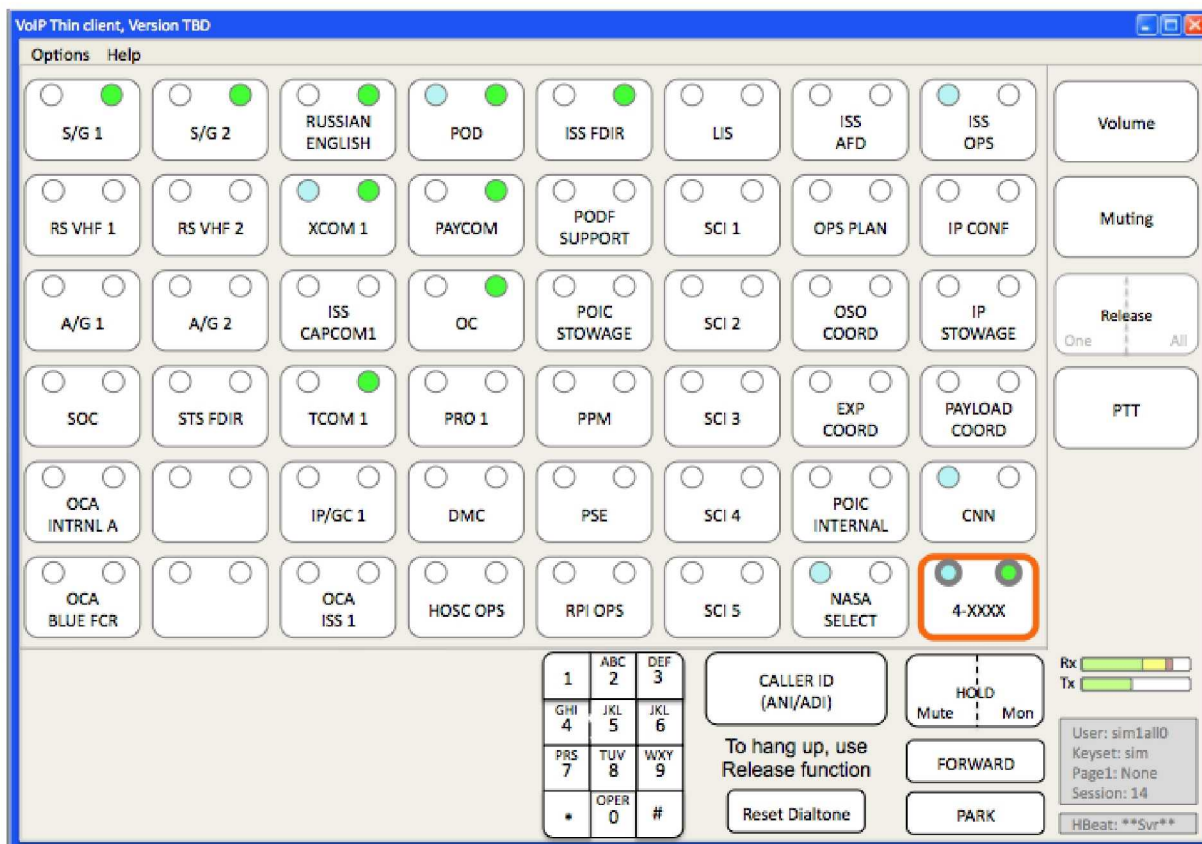 VoIP Thin client, Version TBD
Options Help
S/G 1
S/G 2
RUSSIAN
ENGLISH
POD
ISS FDIR
LIS
ISS
AFD
ISS
OPS
Volume
RS VHF 1
RS VHF 2
XCOM 1
PAYCOM
PODF
SUPPORT
SCI 1
OPS PLAN
IP CONF
Muting
A/G 1
A/G 2
ISS
CAPCOM1
OC
POIC
STOWAGE
SCI 2
OSO
COORD
IP
STOWAGE
Release
One All
SOC
STS FDIR
TCOM 1
PRO 1
PPM
SCI 3
EXP
COORD
PAYLOAD
COORD
PTT
OCA
INTRNL A
IP/GC 1
DMC
PSE
SCI 4
POIC
INTERNAL
CNN
OCA
BLUE FCR
OCA
ISS 1
HOSC OPS
RPI OPS
SCI 5
NASA
SELECT
4-XXXX
ABC DEF
1 2 3
GHI JKL JKL
4 5 6
PRS TUV WXY
7 8 9
OPER
• 0 #
CALLER ID
(ANI/ADI)
To hang up, use
Release function
Reset Dialtone
HOLD
Mute Mon
FORWARD
PARK
Rx
Tx
User: sim1all0
Keyset: sim
Page1: None
Session: 14
HBeat: **Svr**